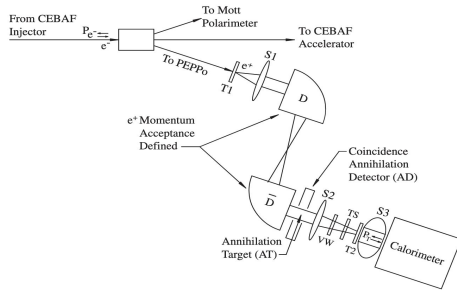 From CEBAF
Injector
Pe-
e-
To Mott
Polarimeter
To CEBAF
Accelerator
To PEPPo
T1
e+
S1
D
e+ Momentum
Acceptance
Defined
D̅
Coincidence
Annihilation
Detector (AD)
Annihilation
Target (AT)
S2
VW
TS
T2
S3
Calorimeter